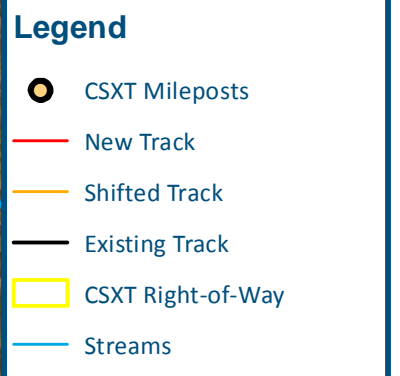 Legend
CSXT Mileposts
New Track
Shifted Track
Existing Track
CSXT Right-of-Way
Streams